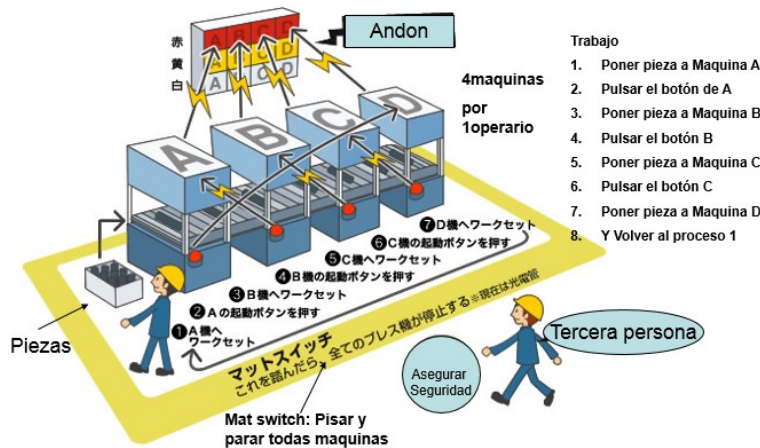 Andon
赤
黄
白
A B C D
A B C D
A B C D
4maquinas
por
1operario
Trabajo
1. Poner pieza a Maquina A
2. Pulsar el botón de A
3. Poner pieza a Maquina B
4. Pulsar el botón B
5. Poner pieza a Maquina C
6. Pulsar el botón C
7. Poner pieza a Maquina D
8. Y Volver al proceso 1
A
B
C
D
❼D機へワークセット
❻C機の起動ボタンを押す
❺C機へワークセット
❹B機の起動ボタンを押す
❸B機へワークセット
❷Aの起動ボタンを押す
❶A機へ
ワークセット
Piezas
マットスイッチ
これを踏んだら、全てのプレス機が停止する※現在は光電管
Tercera persona
Asegurar
Seguridad
Mat switch: Pisar y
parar todas maquinas